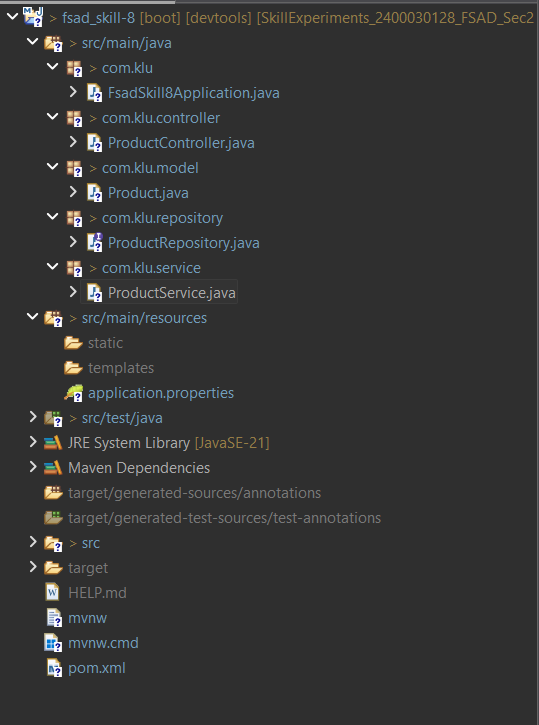 > fsad_skill-8 [boot] [devtools] [SkillExperiments_2400030128_FSAD_Sec2
> src/main/java
> com.klu
FsadSkill8Application.java
> com.klu.controller
ProductController.java
> com.klu.model
Product.java
> com.klu.repository
ProductRepository.java
> com.klu.service
ProductService.java
> src/main/resources
static
templates
application.properties
> src/test/java
JRE System Library [JavaSE-21]
Maven Dependencies
target/generated-sources/annotations
target/generated-test-sources/test-annotations
> src
target
HELP.md
mvnw
mvnw.cmd
pom.xml